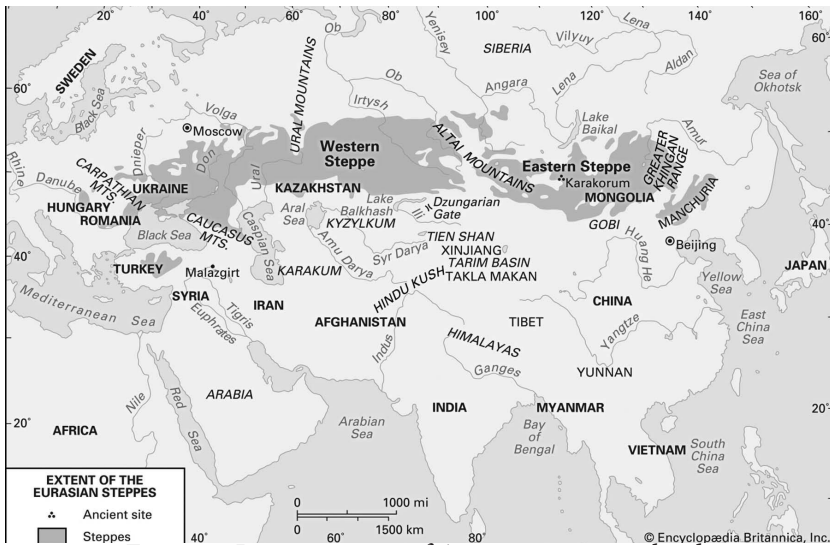 20°
40°
60°
80°
100°
120°
140°
160°
60°
60°
40°
40°
20°
20°
40°
60°
80°
SWEDEN
Black Sea
Moscow
Volga
URAL MOUNTAINS
Ob
Ob
Irtysh
Yenisey
SIBERIA
Vilyuy
Lena
Lena
Aldan
Angara
Sea of
Okhotsk
Lake
Baikal
Amur
Rhine
Danube
Dnieper
Don
Ural
CARPATHIAN
MTS.
UKRAINE
HUNGARY
ROMANIA
Black Sea
CAUCASUS
MTS.
Caspian Sea
Western
Steppe
KAZAKHSTAN
Aral
Sea
Lake
Balkhash
Ili
KYZYLKUM
Dzungarian
Gate
ALTAI MOUNTAINS
Eastern Steppe
Karakorum
MONGOLIA
GREATER
KHINGAN
RANGE
MANCHURIA
GOBI
Huang He
Beijing
TURKEY
Malazgirt
KARAKUM
Amu Darya
Syr Darya
TIEN SHAN
XINJIANG
TARIM BASIN
TAKLA MAKAN
HINDU KUSH
Mediterranean Sea
SYRIA
Tigris
Euphrates
IRAN
AFGHANISTAN
Indus
HIMALAYAS
TIBET
CHINA
Yangtze
Yellow
Sea
JAPAN
East
China
Sea
Ganges
YUNNAN
Nile
Red
Sea
ARABIA
AFRICA
Arabian
Sea
INDIA
Bay
of
Bengal
MYANMAR
VIETNAM
South
China
Sea
EXTENT OF THE
EURASIAN STEPPES
Ancient site
Steppes
0 1000 mi
0 1500 km
© Encyclopædia Britannica, Inc.